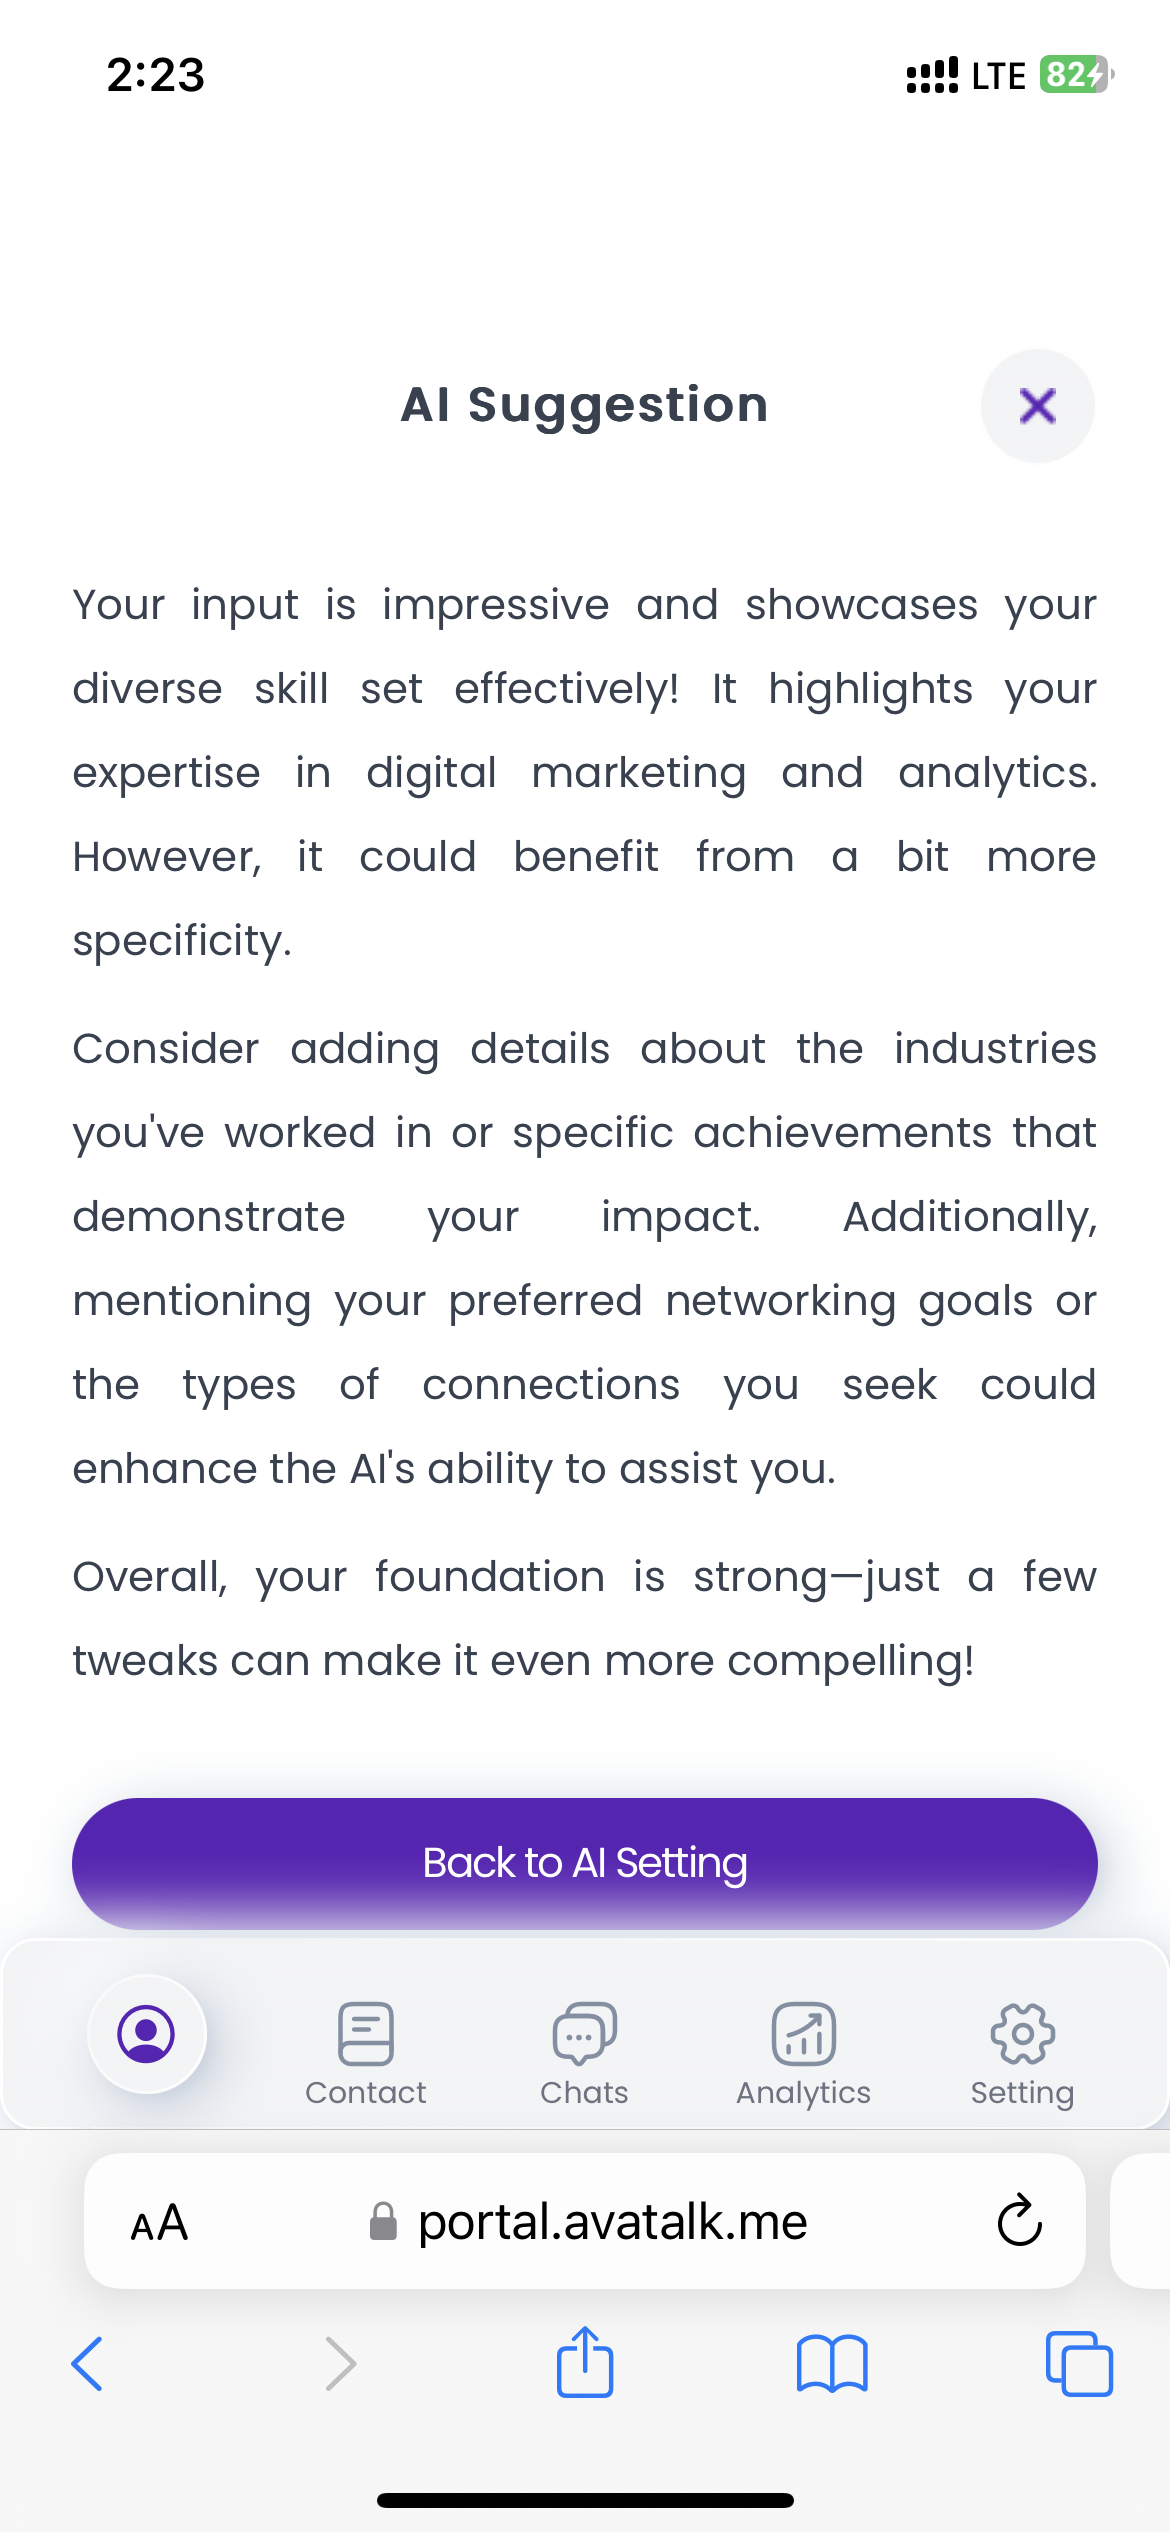 2:23
LTE 82
AI Suggestion
Your input is impressive and showcases your
diverse skill set effectively! It highlights your
expertise in digital marketing and analytics.
However, it could benefit from a bit more
specificity.
Consider adding details about the industries
you've worked in or specific achievements that
demonstrate your impact. Additionally,
mentioning your preferred networking goals or
the types of connections you seek could
enhance the AI's ability to assist you.
Overall, your foundation is strong—just a few
tweaks can make it even more compelling!
Back to AI Setting
Contact Chats Analytics Setting
AA portal.avatalk.me